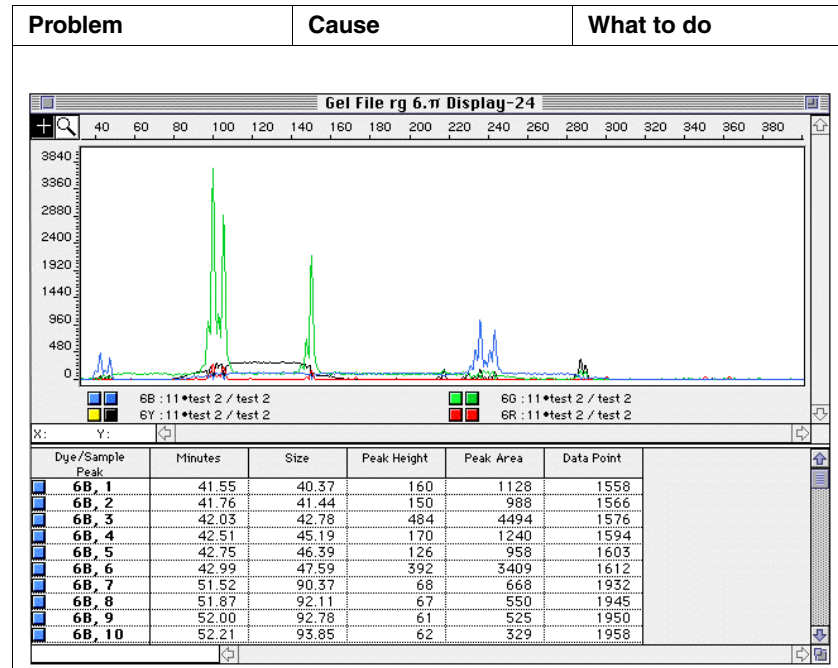 Problem Cause What to do
Gel File rg 6.π Display-24
40 60 80 100 120 140 160 180 200 220 240 260 280 300 320 340 360 380
3840
3360
2880
2400
1920
1440
960
480
0
6B : 11•test 2 / test 2 6G : 11•test 2 / test 2
6Y : 11•test 2 / test 2 6R : 11•test 2 / test 2
X: Y:
Dye/Sample Peak Minutes Size Peak Height Peak Area Data Point
6B, 1 41.55 40.37 160 1128 1558
6B, 2 41.76 41.44 150 988 1566
6B, 3 42.03 42.78 484 4494 1576
6B, 4 42.51 45.19 170 1240 1594
6B, 5 42.75 46.39 126 958 1603
6B, 6 42.99 47.59 392 3409 1612
6B, 7 51.52 90.37 68 668 1932
6B, 8 51.87 92.11 67 550 1945
6B, 9 52.00 92.78 61 525 1950
6B, 10 52.21 93.85 62 329 1958